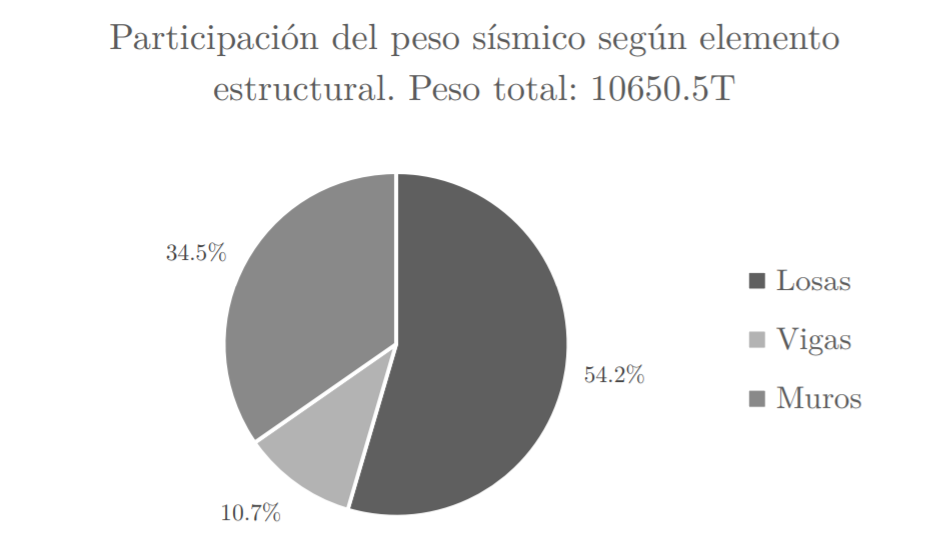 Participación del peso sísmico según elemento
estructural. Peso total: 10650.5T
34.5%
Losas
Vigas
54.2%
Muros
10.7%